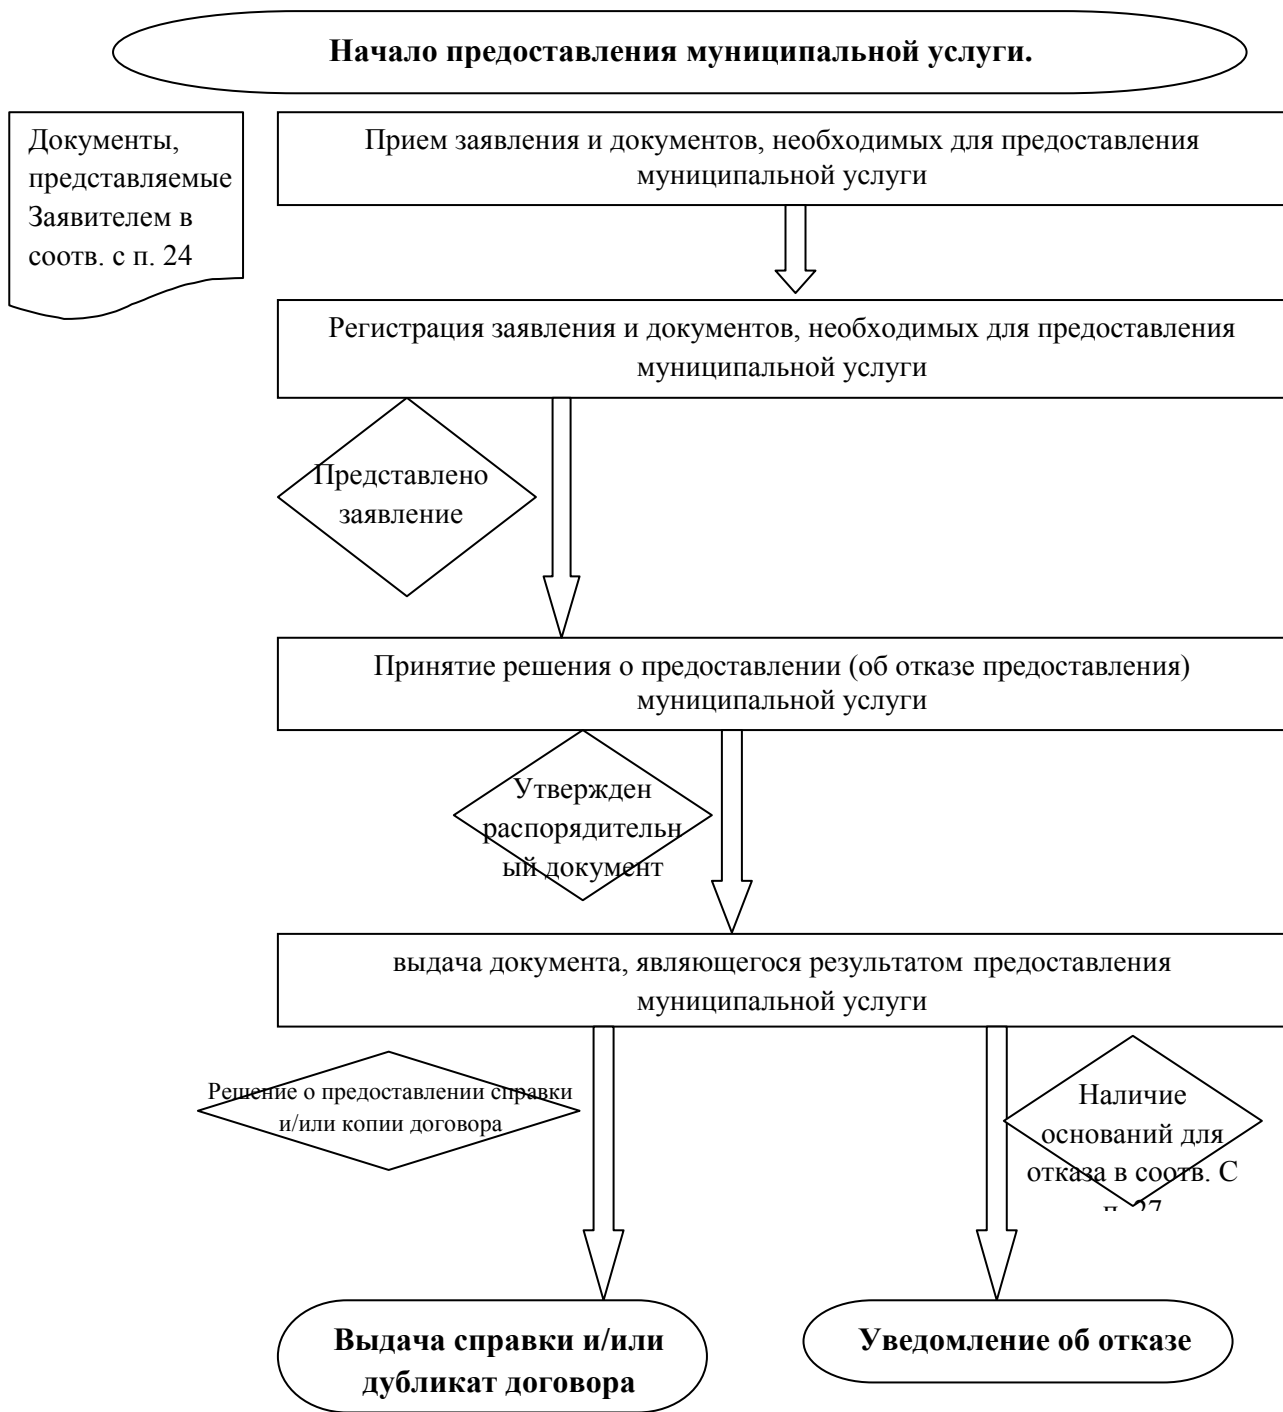 Начало предоставления муниципальной услуги.
Документы,
представляемые
Заявителем в
соотв. с п. 24
Прием заявления и документов, необходимых для предоставления
муниципальной услуги
Регистрация заявления и документов, необходимых для предоставления
муниципальной услуги
Представлено
заявление
Принятие решения о предоставлении (об отказе предоставления)
муниципальной услуги
Утвержден
распорядительн
ый документ
выдача документа, являющегося результатом предоставления
муниципальной услуги
Решение о предоставлении справки
и/или копии договора
Наличие
оснований для
отказа в соотв. С
п. 27
Выдача справки и/или
дубликат договора
Уведомление об отказе